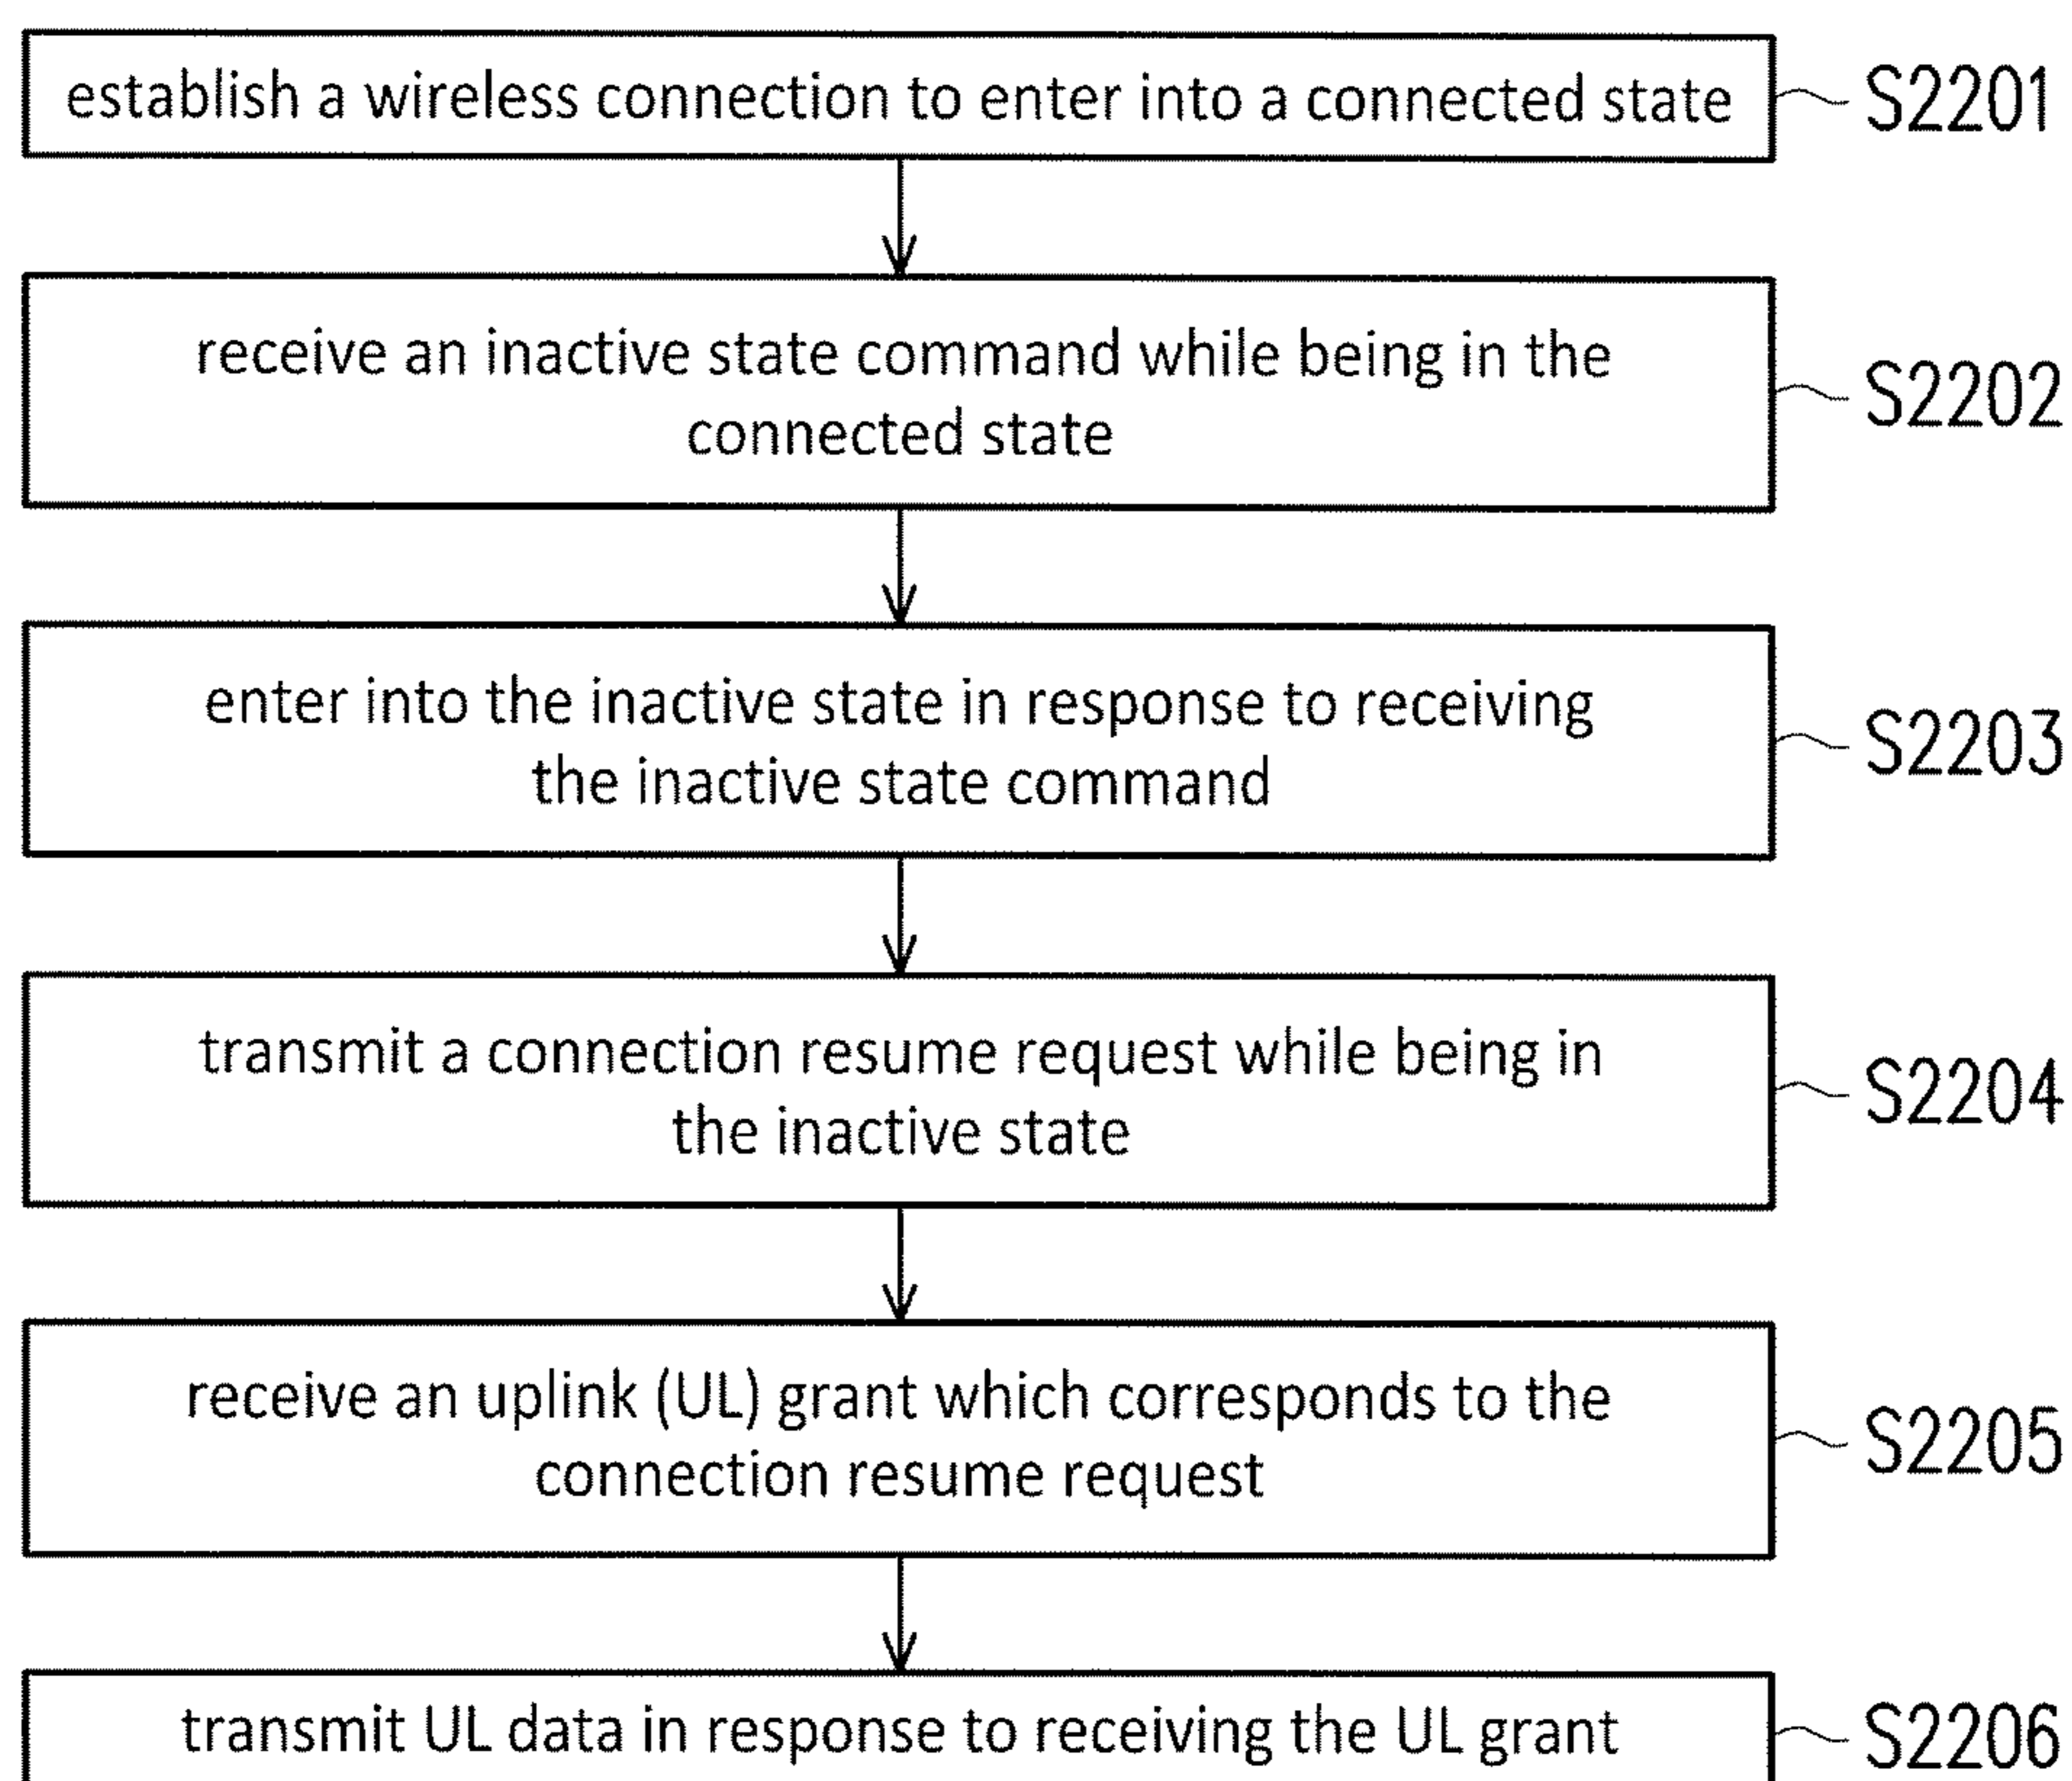 establish a wireless connection to enter into a connected state S2201
receive an inactive state command while being in the
connected state
S2202
enter into the inactive state in response to receiving
the inactive state command
S2203
transmit a connection resume request while being in
the inactive state
S2204
receive an uplink (UL) grant which corresponds to the
connection resume request
S2205
transmit UL data in response to receiving the UL grant S2206